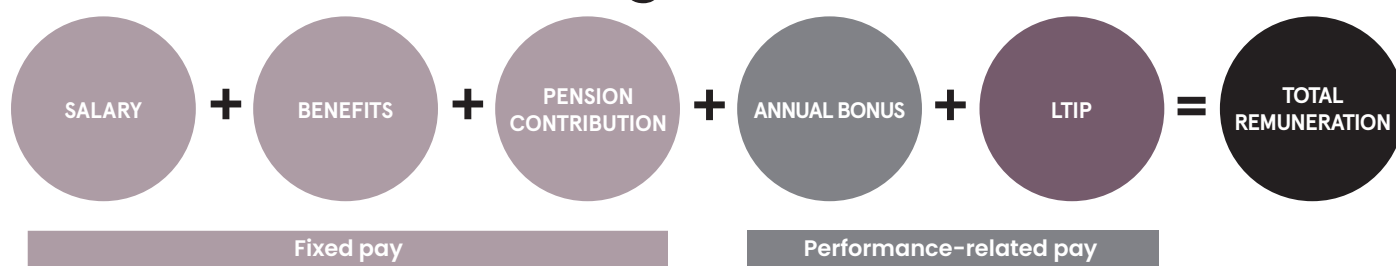 SALARY + BENEFITS + PENSION CONTRIBUTION + ANNUAL BONUS + LTIP = TOTAL REMUNERATION
Fixed pay
Performance-related pay